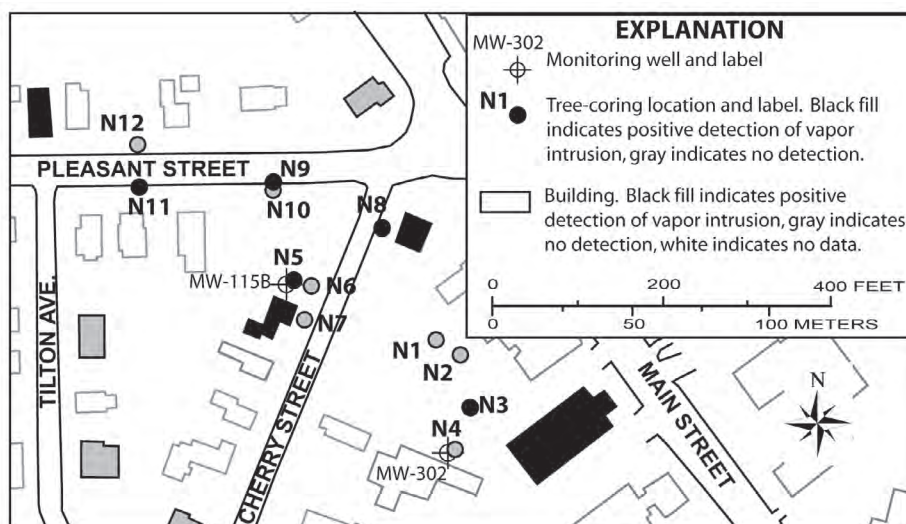 EXPLANATION
MW-302
Monitoring well and label
N1
Tree-coring location and label. Black fill
indicates positive detection of vapor
intrusion, gray indicates no detection.
Building. Black fill indicates positive
detection of vapor intrusion, gray indicates
no detection, white indicates no data.
0 200 400 FEET
0 50 100 METERS
N12
PLEASANT STREET
N9
N11
N10
N8
N5
MW-115B
N6
N7
TILTON AVE.
N1
N2
CHERRY STREET
MAIN STREET
N
N3
N4
MW-302